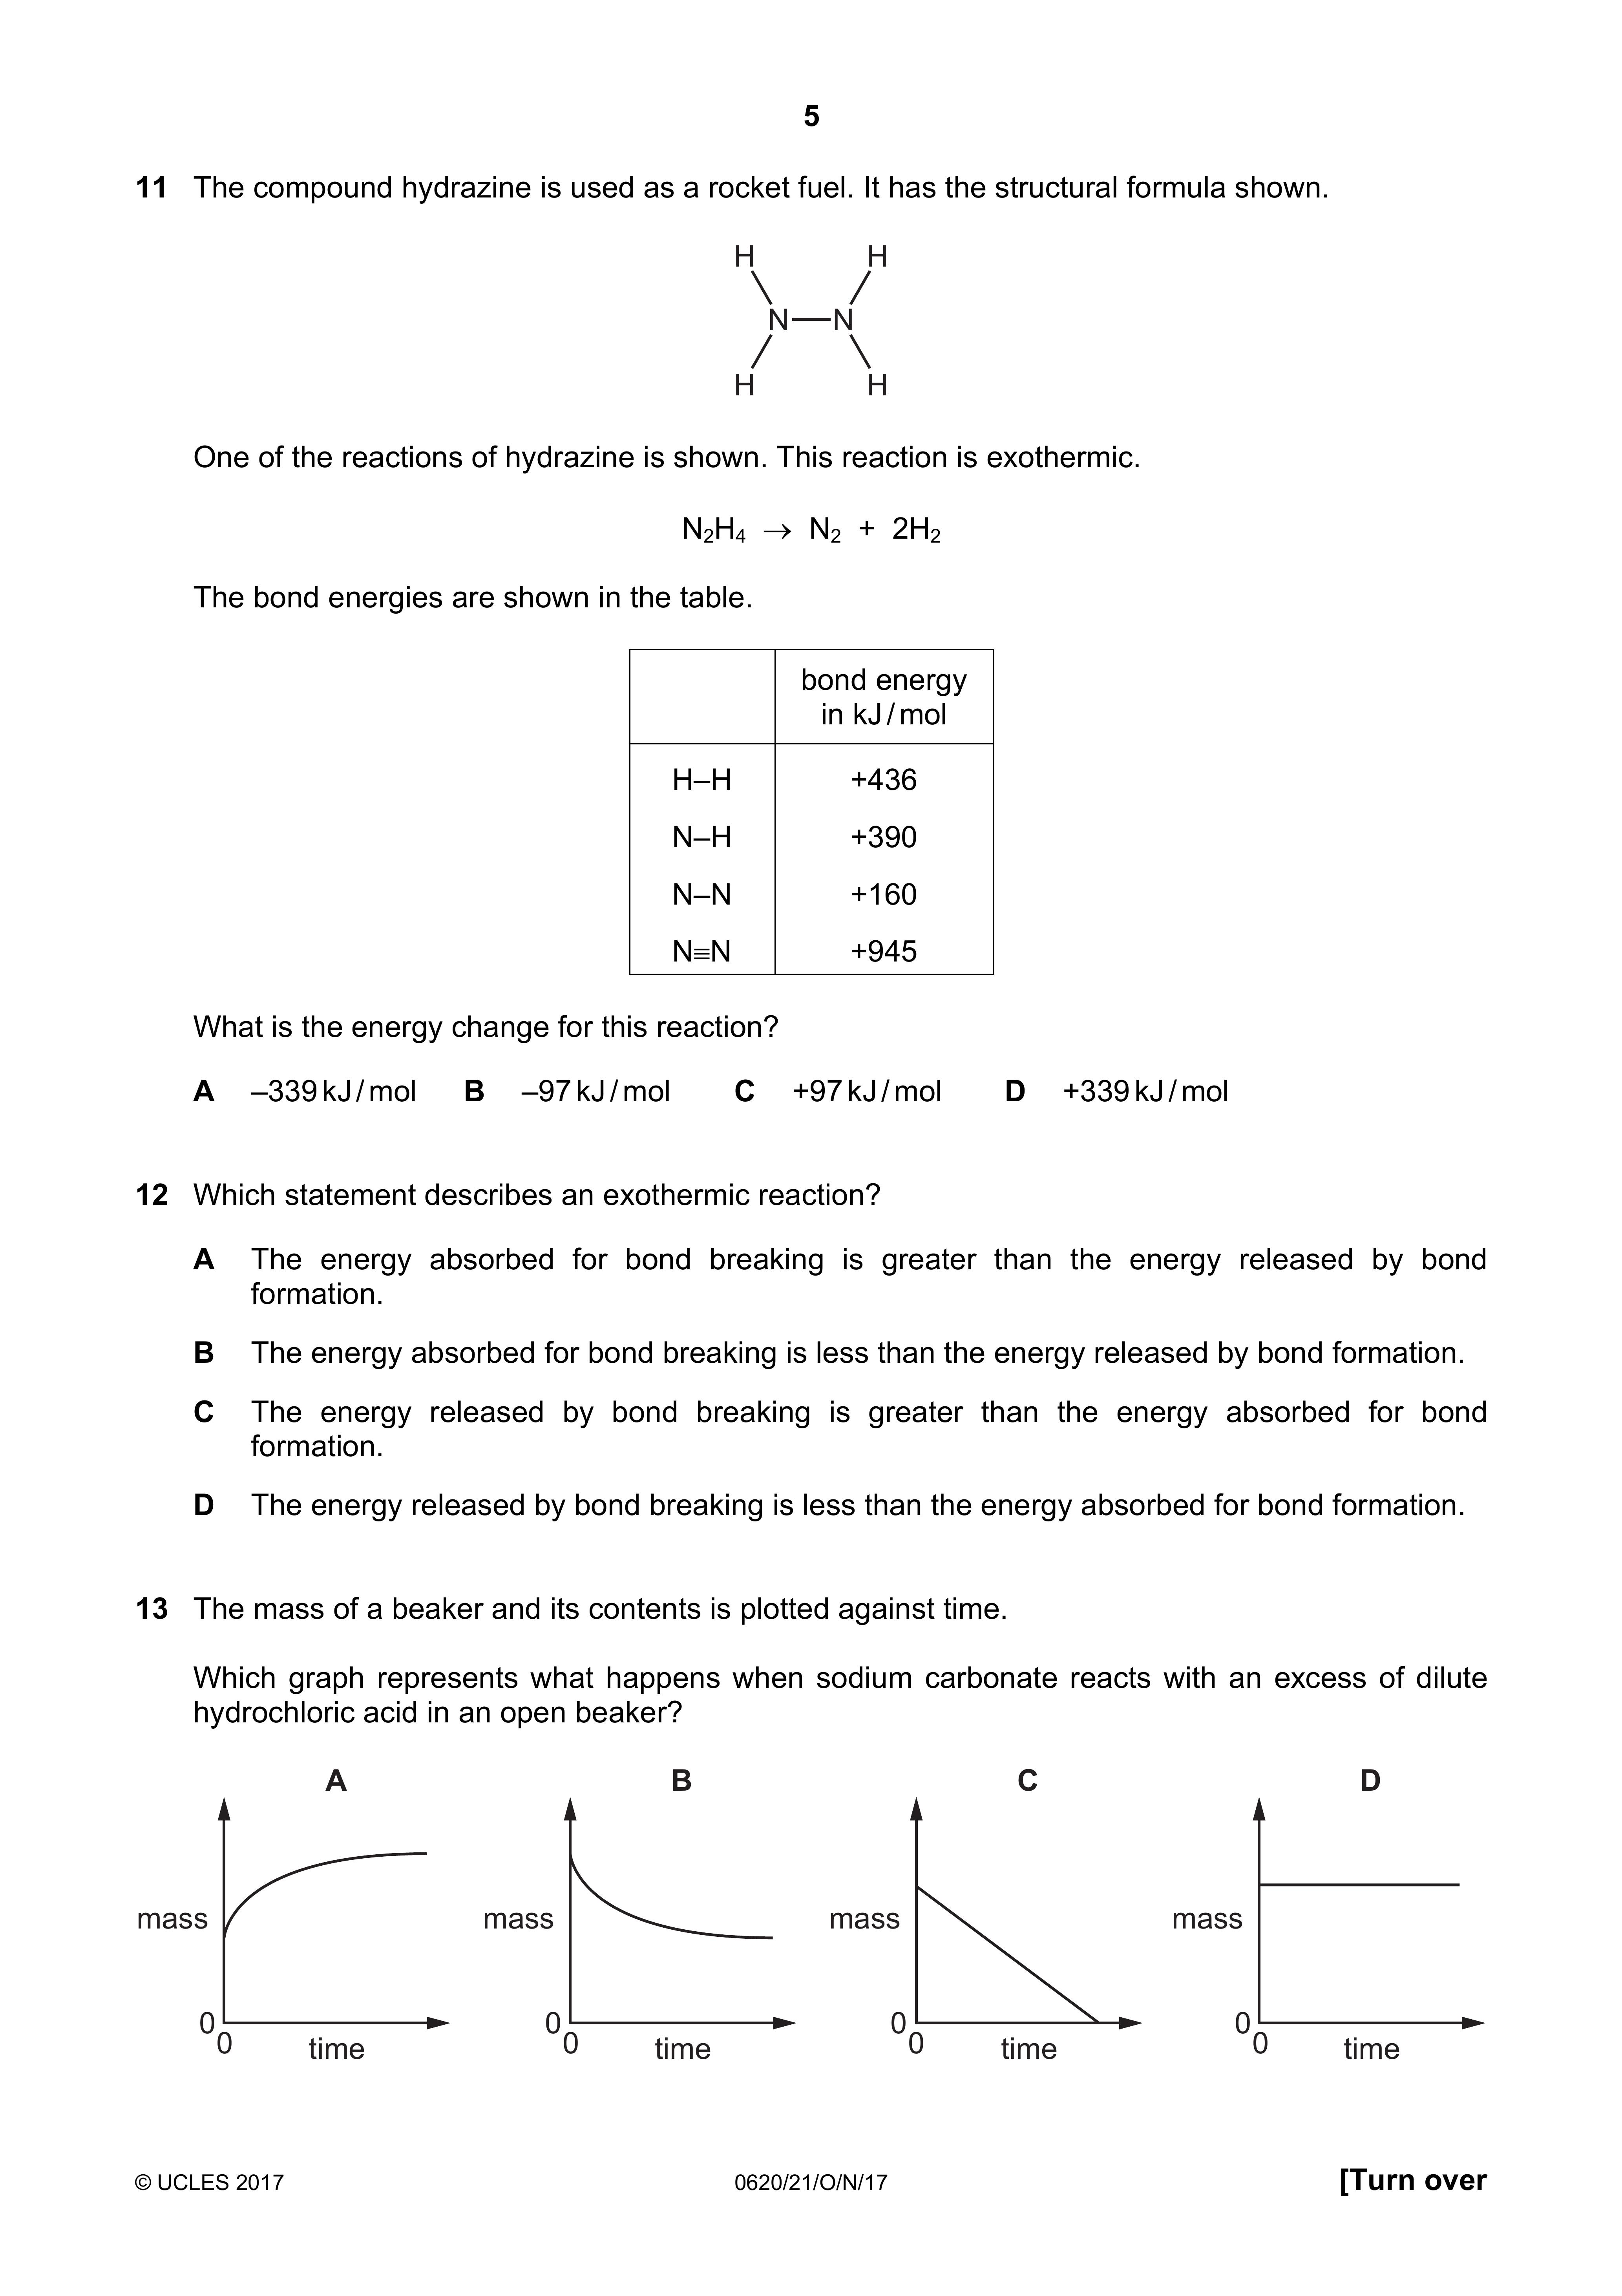 5
11 The compound hydrazine is used as a rocket fuel. It has the structural formula shown.
H H
N — N
H H
One of the reactions of hydrazine is shown. This reaction is exothermic.
N₂H₄ → N₂ + 2H₂
The bond energies are shown in the table.
bond energy
in kJ / mol
H–H +436
N–H +390
N–N +160
N≡N +945
What is the energy change for this reaction?
A –339 kJ / mol B –97 kJ / mol C +97 kJ / mol D +339 kJ / mol
12 Which statement describes an exothermic reaction?
A The energy absorbed for bond breaking is greater than the energy released by bond
formation.
B The energy absorbed for bond breaking is less than the energy released by bond formation.
C The energy released by bond breaking is greater than the energy absorbed for bond
formation.
D The energy released by bond breaking is less than the energy absorbed for bond formation.
13 The mass of a beaker and its contents is plotted against time.
Which graph represents what happens when sodium carbonate reacts with an excess of dilute
hydrochloric acid in an open beaker?
A B C D
mass mass mass mass
0 0 0 0
0 time 0 time 0 time 0 time
© UCLES 2017 0620/21/O/N/17 [Turn over